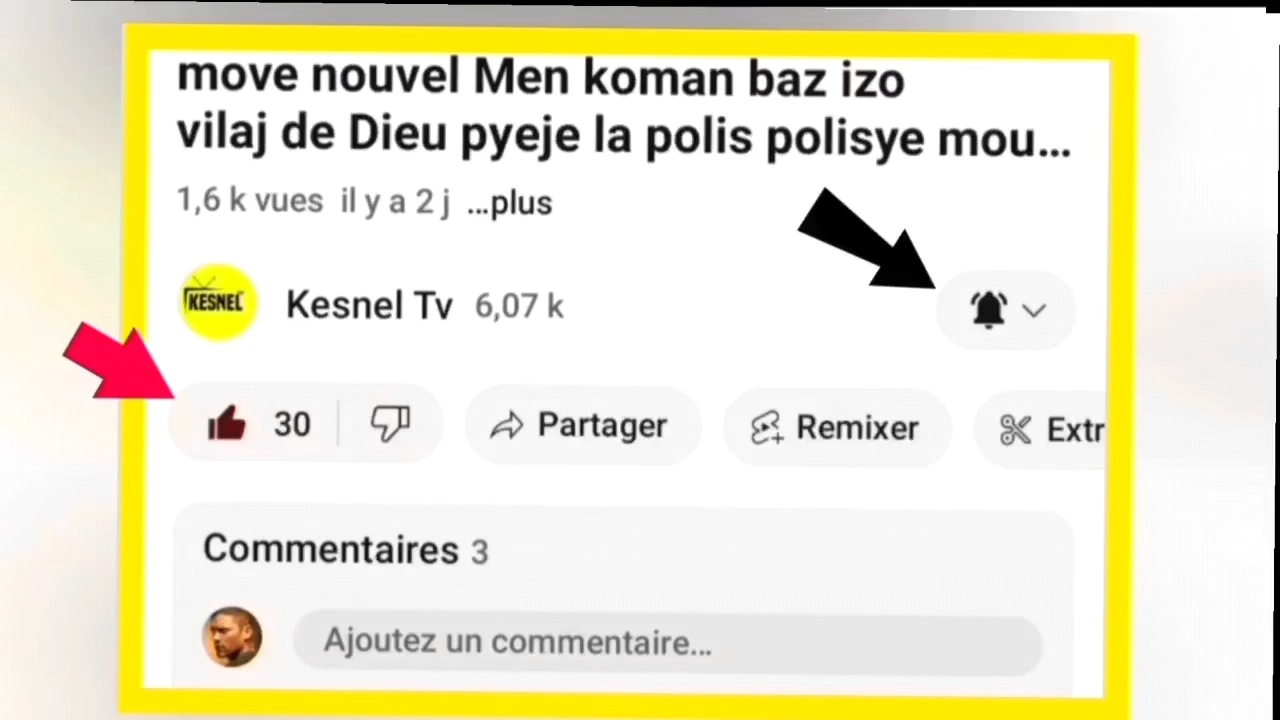 move nouvel Men koman baz izo
vilaj de Dieu pyeje la polis polisye mou...
1,6 k vues il y a 2 j ...plus
KESNEL
Kesnel Tv 6,07 k
30 Partager Remixer Extr
Commentaires 3
Ajoutez un commentaire...